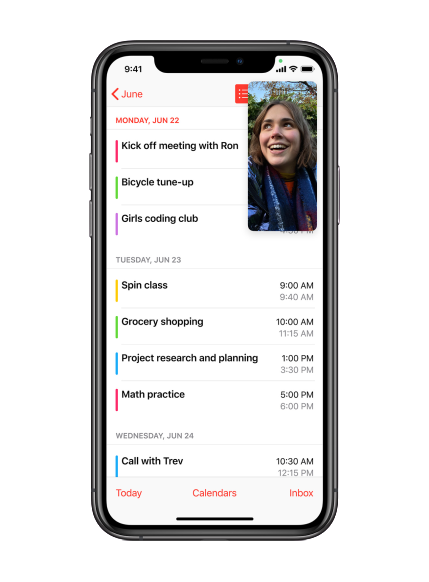 9:41
June
MONDAY, JUN 22
Kick off meeting with Ron
Bicycle tune-up
Girls coding club
TUESDAY, JUN 23
Spin class 9:00 AM
9:40 AM
Grocery shopping 10:00 AM
11:15 AM
Project research and planning 1:00 PM
3:30 PM
Math practice 5:00 PM
6:00 PM
WEDNESDAY, JUN 24
Call with Trev 10:30 AM
12:15 PM
Today Calendars Inbox